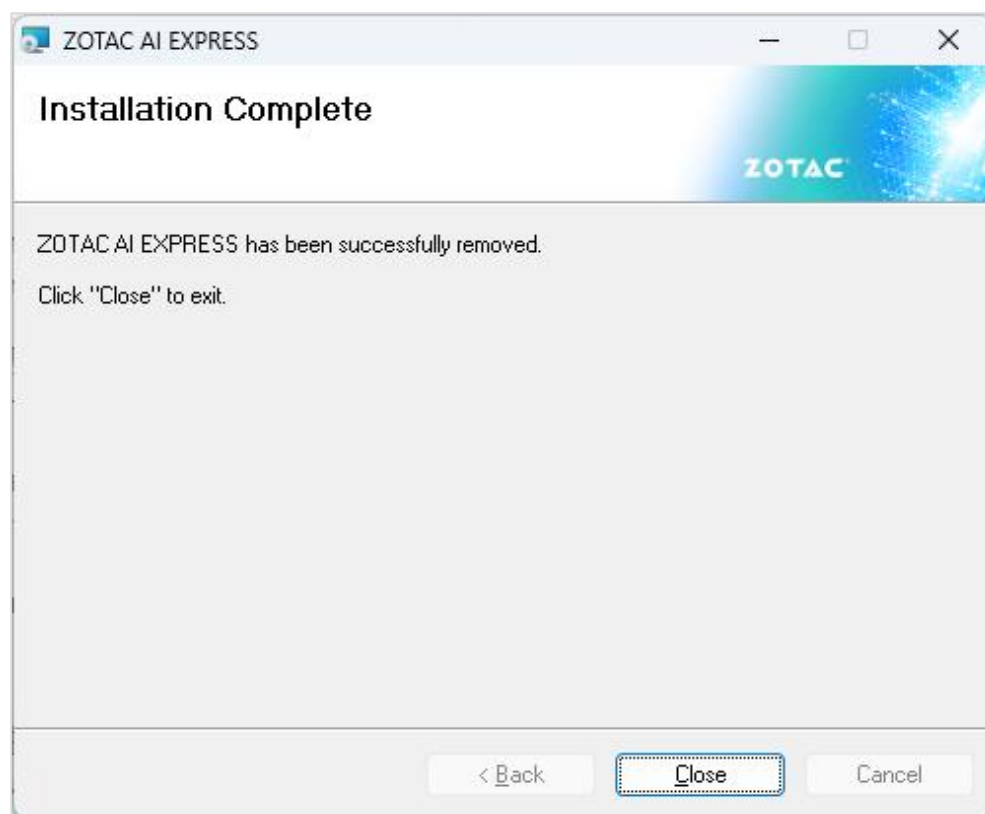 ZOTAC AI EXPRESS
Installation Complete
ZOTAC
ZOTAC AI EXPRESS has been successfully removed.
Click "Close" to exit.
< Back Close Cancel